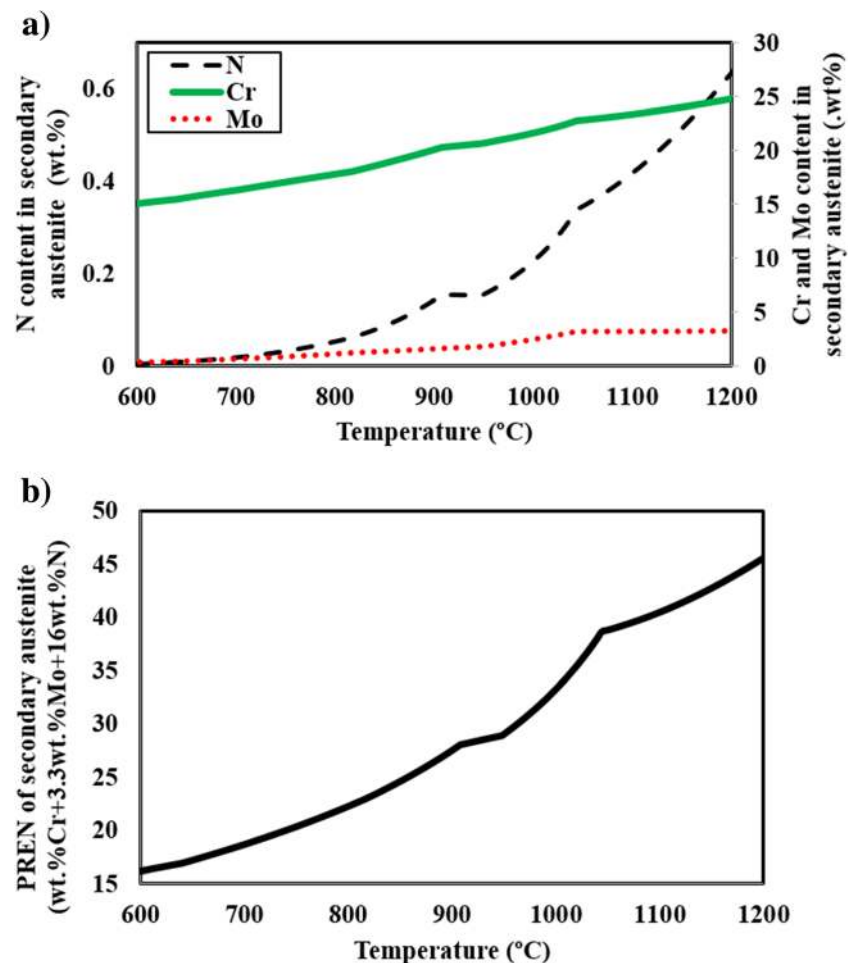 a)
N content in secondary
austenite (wt.%)
0.6
0.4
0.2
0
N
Cr
Mo
30
25
20
15
10
5
0
Cr and Mo content in
secondary austenite (.wt%)
600 700 800 900 1000 1100 1200
Temperature (ºC)
b)
PREN of secondary austenite
(wt.%Cr+3.3wt.%Mo+16wt.%N)
50
45
40
35
30
25
20
15
600 700 800 900 1000 1100 1200
Temperature (ºC)